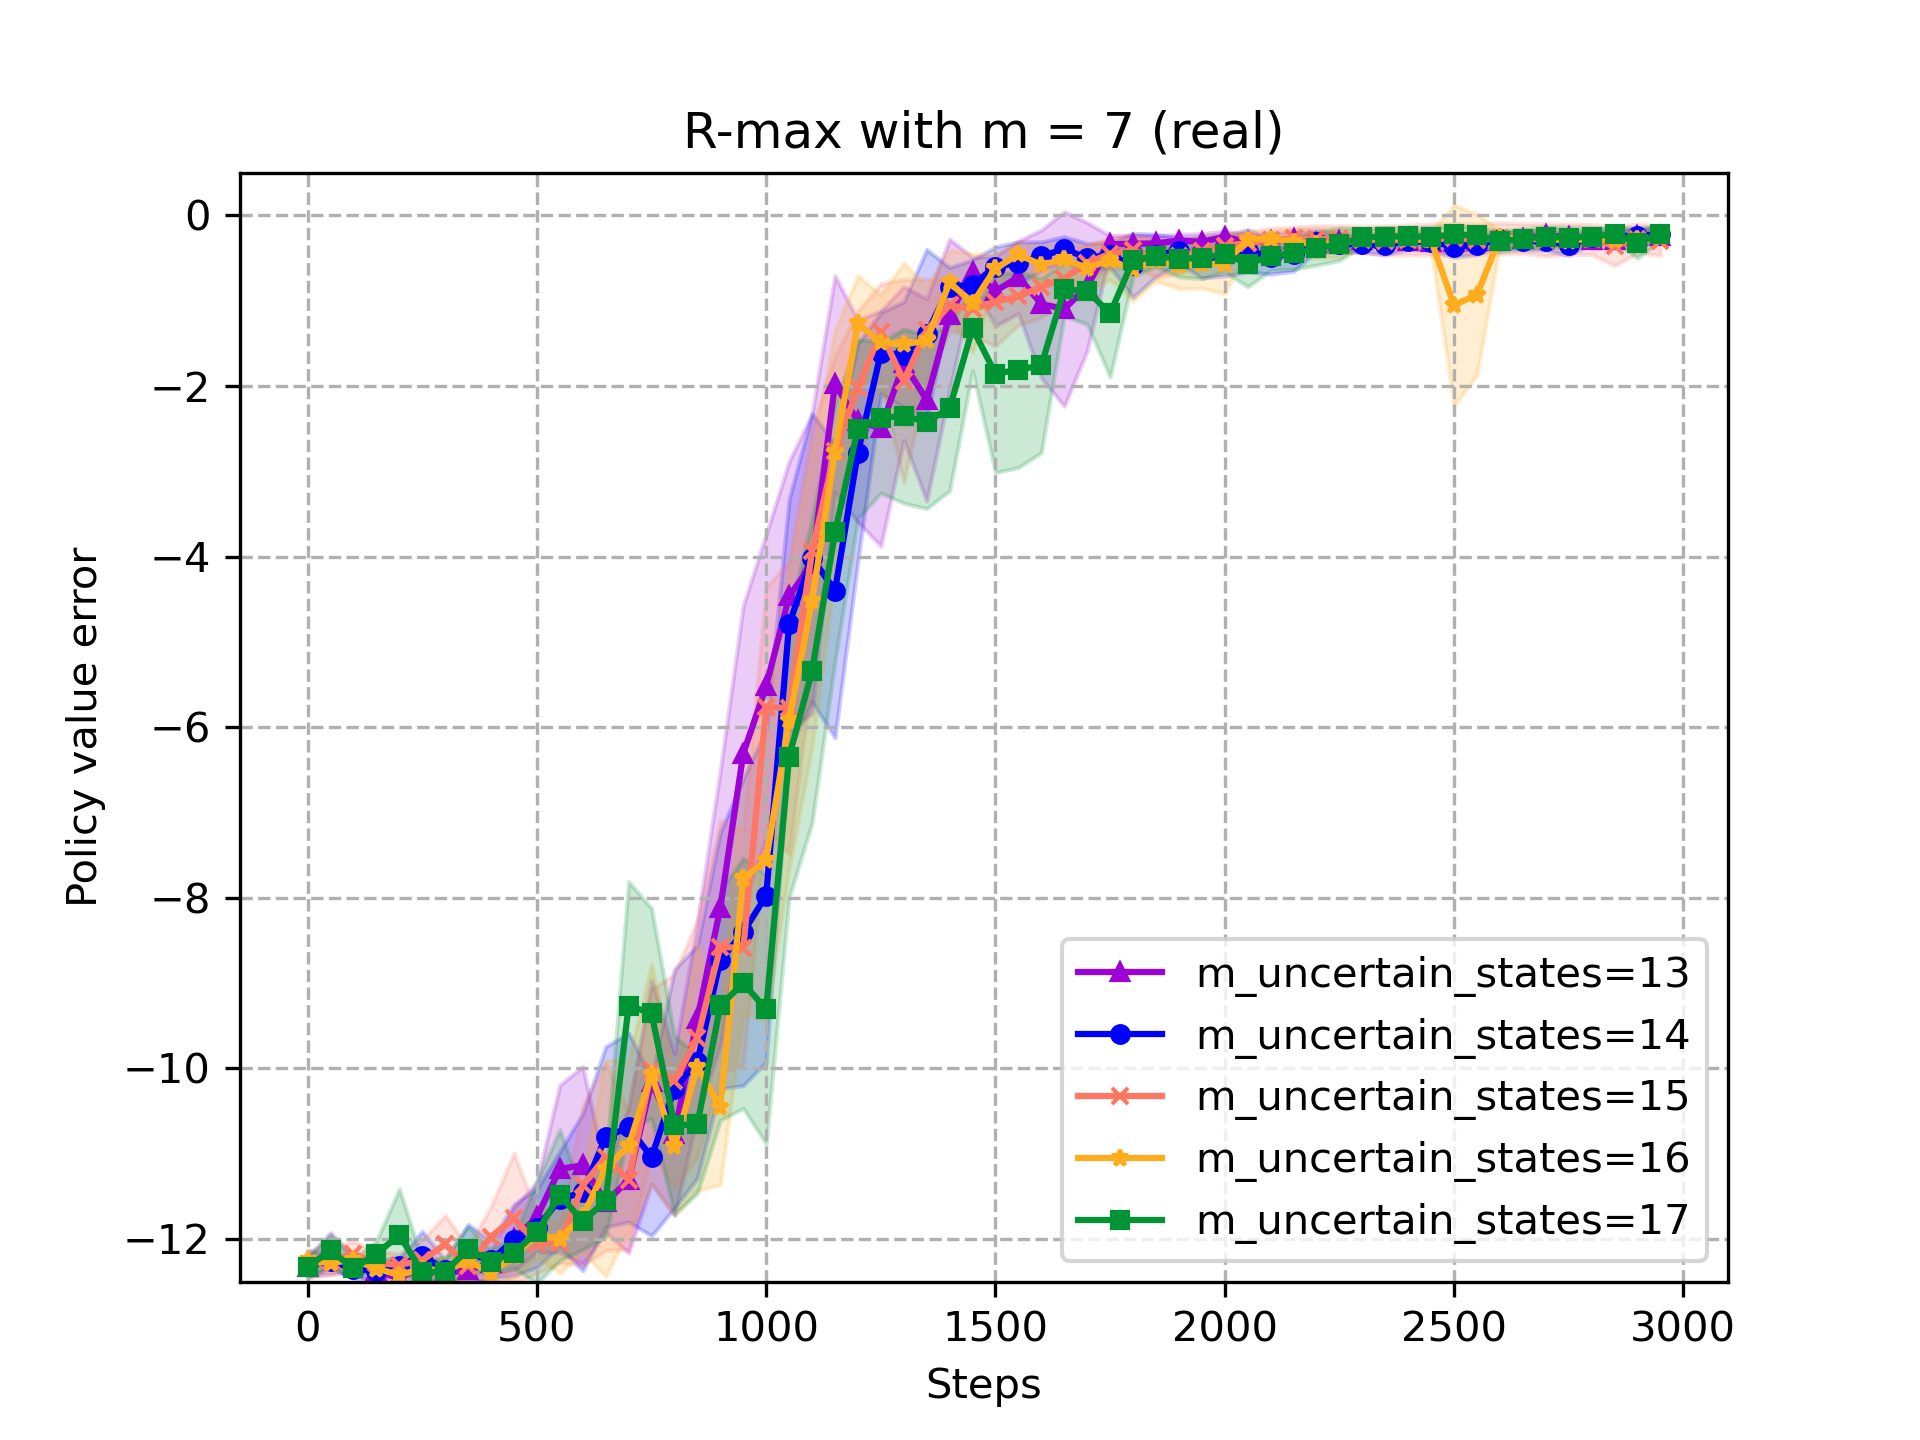 R-max with m = 7 (real)
Policy value error
0
−2
−4
−6
−8
−10
−12
m_uncertain_states=13
m_uncertain_states=14
m_uncertain_states=15
m_uncertain_states=16
m_uncertain_states=17
0 500 1000 1500 2000 2500 3000
Steps